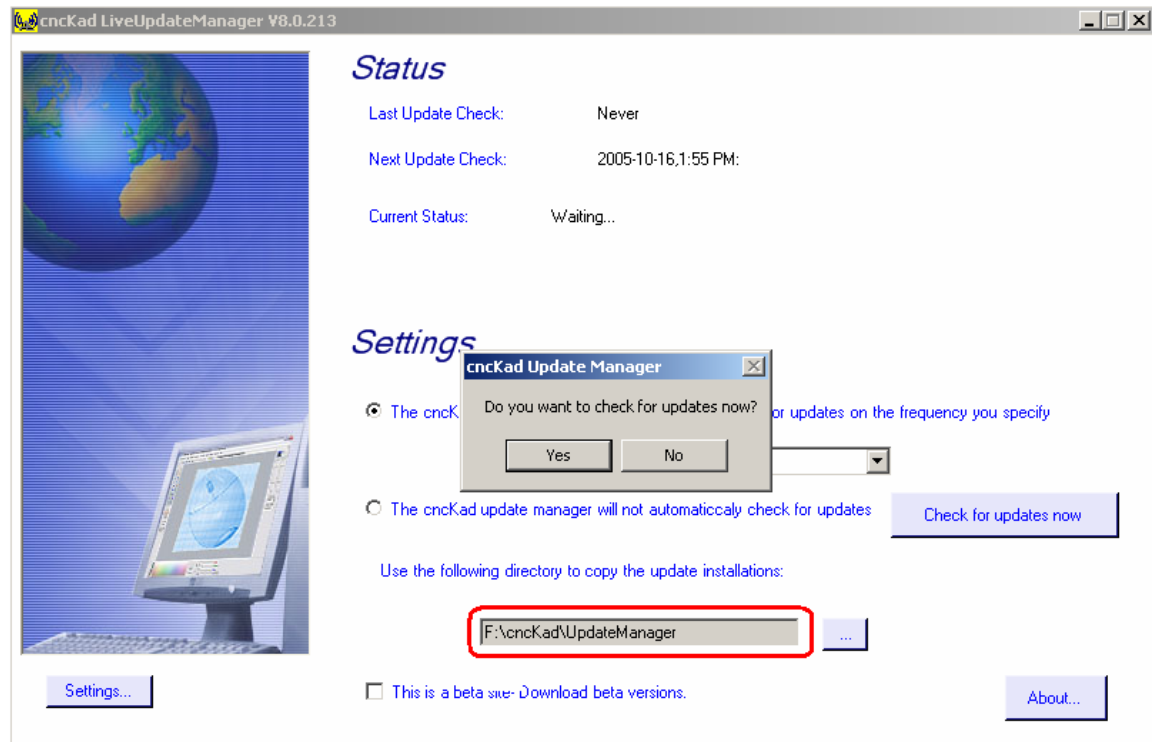 cncKad LiveUpdateManager V8.0.213
Status
Last Update Check: Never
Next Update Check: 2005-10-16,1:55 PM:
Current Status: Waiting...
Settings
cncKad Update Manager
Do you want to check for updates now?
Yes No
The cncK or updates on the frequency you specify
The cncKad update manager will not automaticcaly check for updates
Check for updates now
Use the following directory to copy the update installations:
F:\cncKad\UpdateManager ...
Settings...
This is a beta site- Download beta versions.
About...